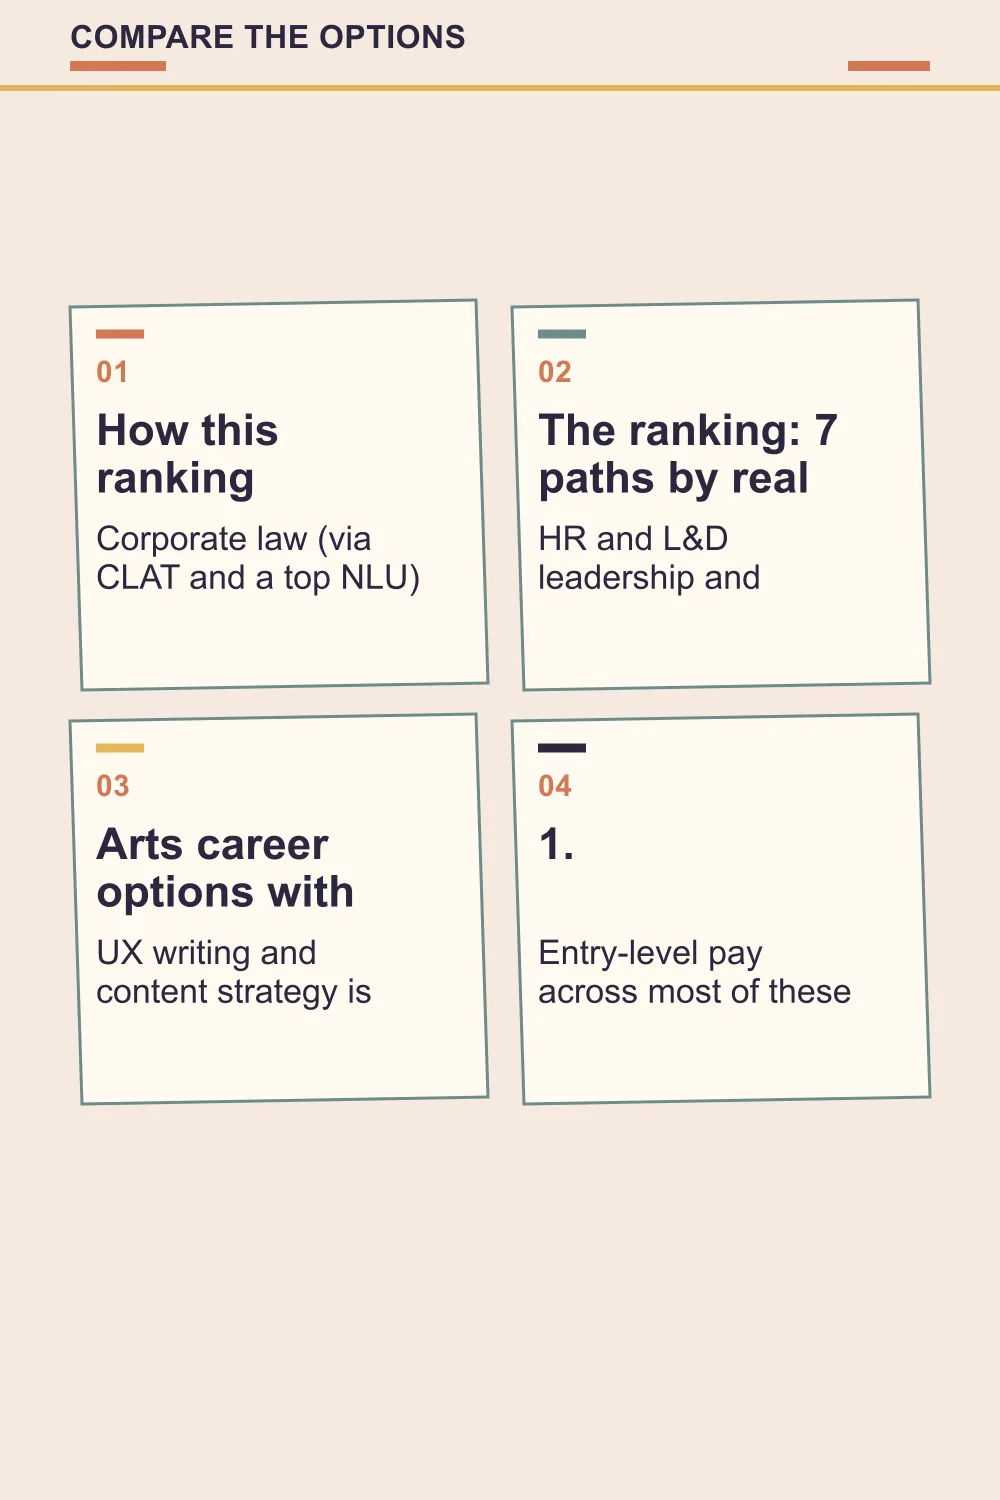 COMPARE THE OPTIONS
01
How this
ranking
Corporate law (via
CLAT and a top NLU)
02
The ranking: 7
paths by real
HR and L&D
leadership and
03
Arts career
options with
UX writing and
content strategy is
04
1.
Entry-level pay
across most of these